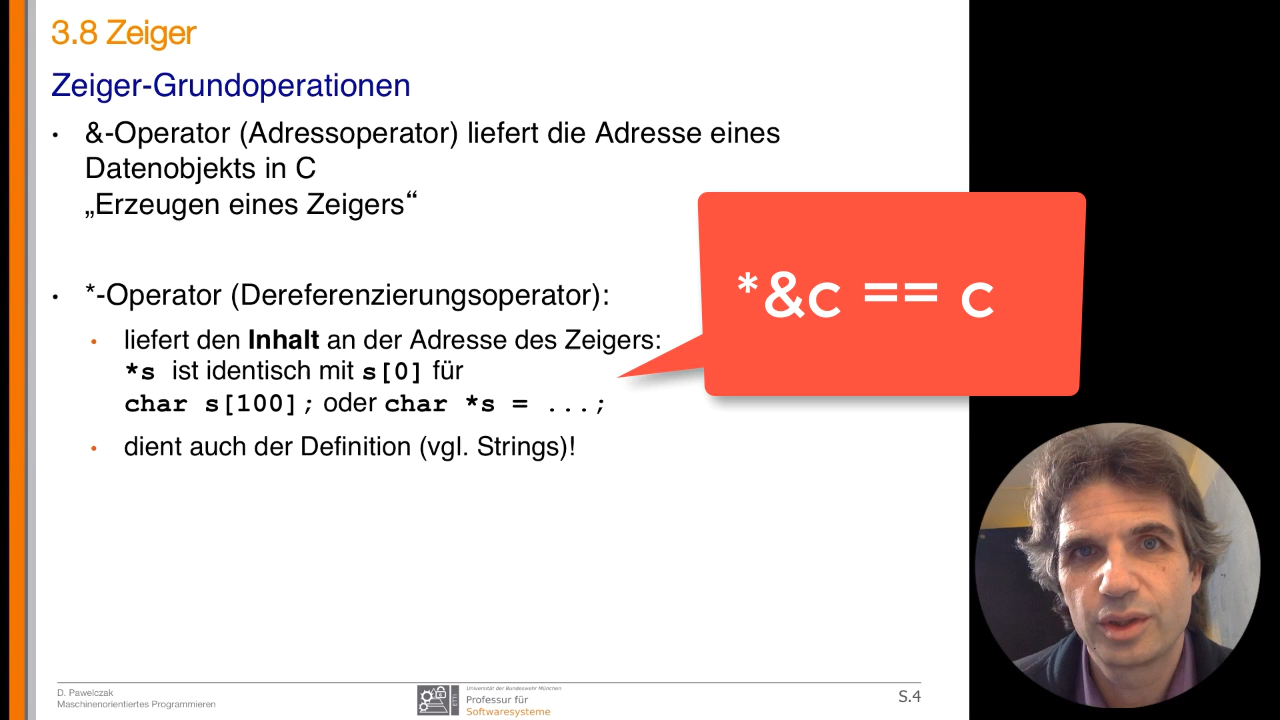 3.8 Zeiger
Zeiger-Grundoperationen
• &-Operator (Adressoperator) liefert die Adresse eines
Datenobjekts in C
„Erzeugen eines Zeigers“
• *-Operator (Dereferenzierungsoperator):
• liefert den Inhalt an der Adresse des Zeigers:
*s ist identisch mit s[0] für
char s[100]; oder char *s = ...;
• dient auch der Definition (vgl. Strings)!
*&c == c
D. Pawelczak
Maschinenorientiertes Programmieren
ETTI
Universität der Bundeswehr München
Professur für
Softwaresysteme
S.4